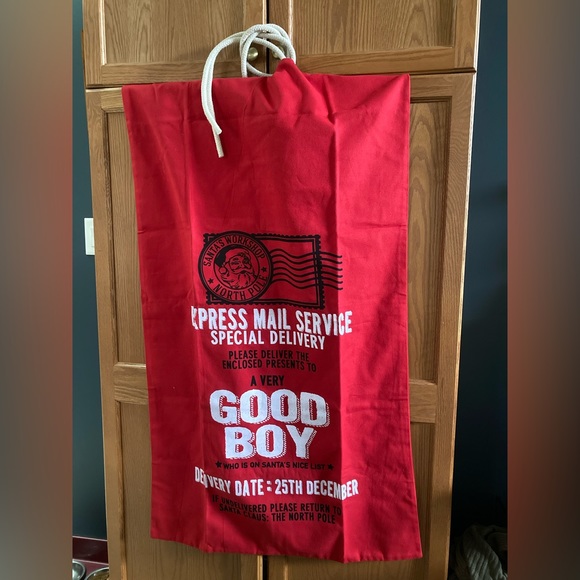 SANTA'S WORKSHOP
NORTH POLE
EXPRESS MAIL SERVICE
SPECIAL DELIVERY
PLEASE DELIVER THE
ENCLOSED PRESENTS TO
A VERY
GOOD
BOY
WHO IS ON SANTA'S NICE LIST
DELIVERY DATE: 25TH DECEMBER
IF UNDELIVERED PLEASE RETURN TO
SANTA CLAUS: THE NORTH POLE